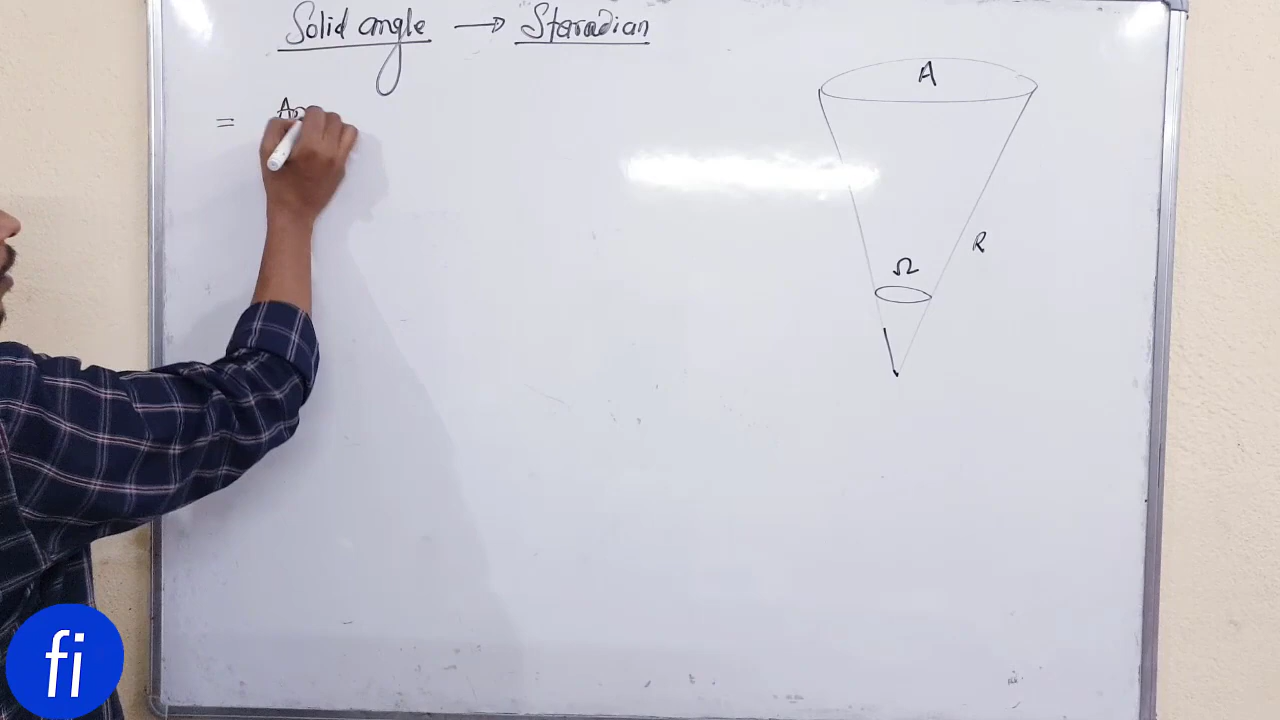 Solid angle → Steradian
A
=
R
Ω
fi